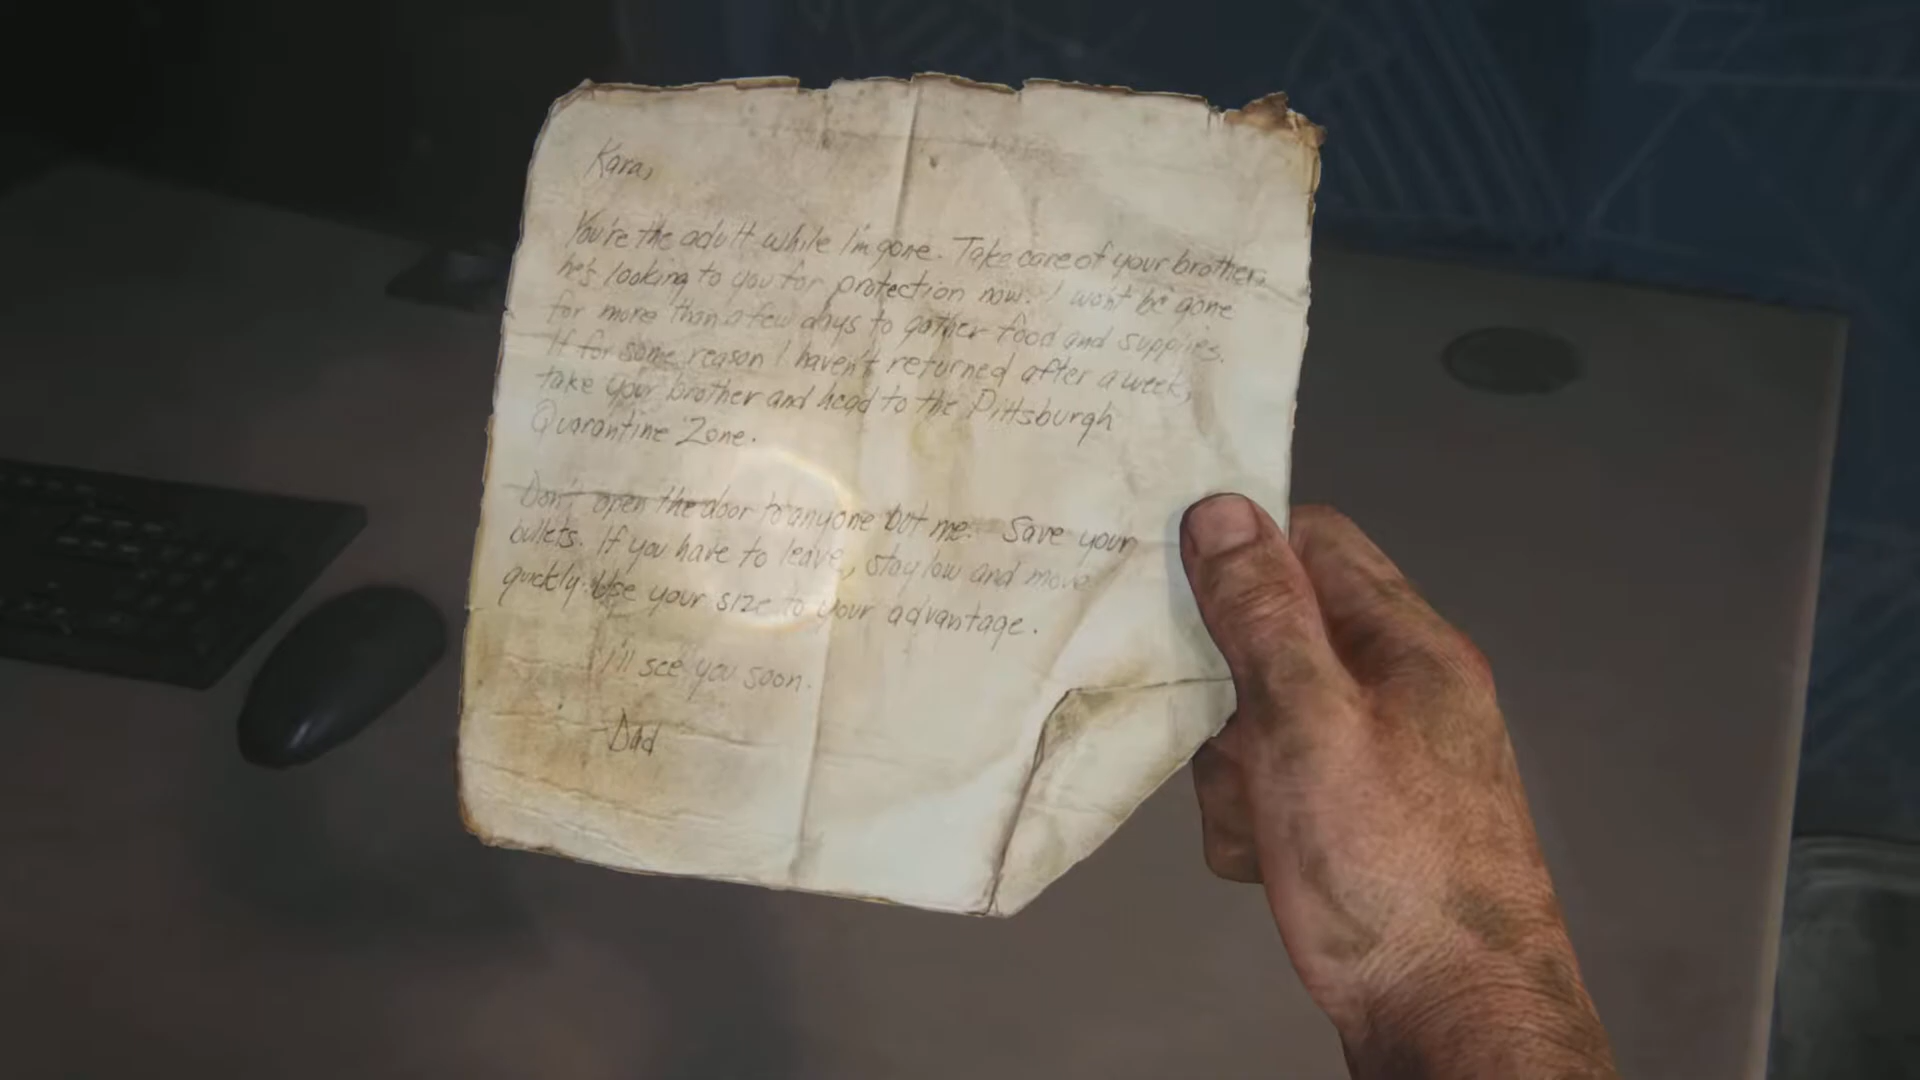 Kara,
You're the adult while I'm gone. Take care of your brother,
he's looking to you for protection now. I won't be gone
for more than a few days to gather food and supplies.
If for some reason I haven't returned after a week,
take your brother and head to the Pittsburgh
Quarantine Zone.
Don't open the door to anyone but me. Save your
bullets. If you have to leave, stay low and move
quickly. Use your size to your advantage.
I'll see you soon.
-Dad